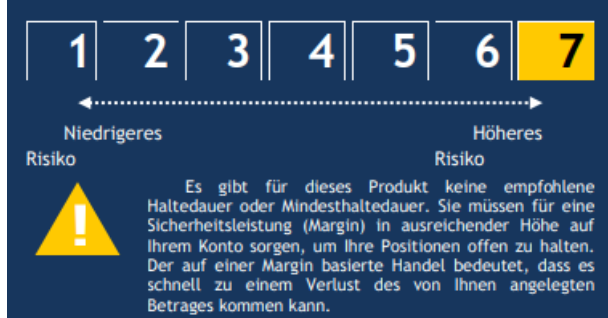 1 2 3 4 5 6 7
Niedrigeres Höheres
Risiko Risiko
!
Es gibt für dieses Produkt keine empfohlene
Haltedauer oder Mindesthaltedauer. Sie müssen für eine
Sicherheitsleistung (Margin) in ausreichender Höhe auf
Ihrem Konto sorgen, um Ihre Positionen offen zu halten.
Der auf einer Margin basierte Handel bedeutet, dass es
schnell zu einem Verlust des von Ihnen angelegten
Betrages kommen kann.